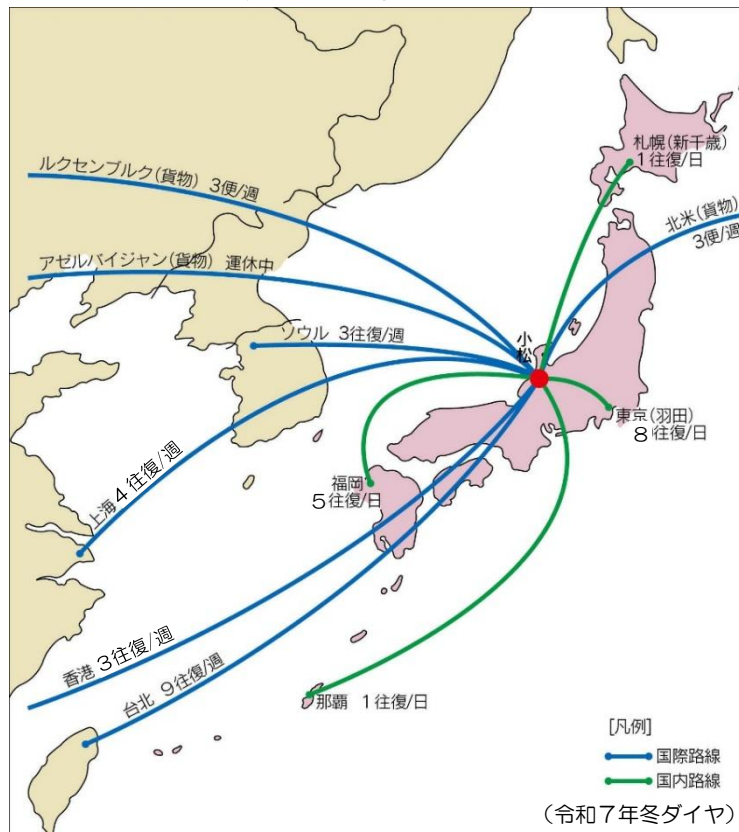 札幌(新千歳)
1往復/日
ルクセンブルク(貨物) 3便/週
北米(貨物)
3便/週
アゼルバイジャン(貨物) 運休中
ソウル 3往復/週
小松
東京(羽田)
8往復/日
福岡
5往復/日
上海 4往復/週
香港 3往復/週
台北 9往復/週
那覇 1往復/日
[凡例]
国際路線
国内路線
(令和7年冬ダイヤ)